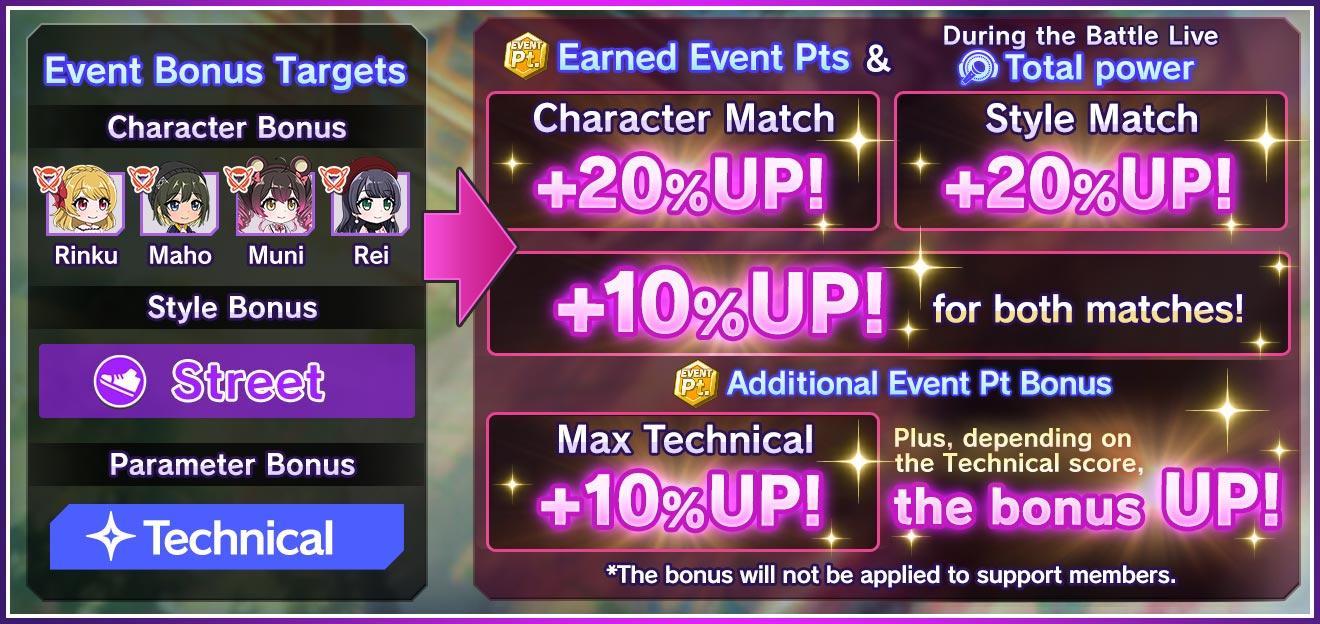 Event Bonus Targets
Character Bonus
Rinku Maho Muni Rei
Style Bonus
Street
Parameter Bonus
Technical
EVENT
Pt.
Earned Event Pts &
During the Battle Live
Total power
Character Match
+20%UP!
Style Match
+20%UP!
+10%UP! for both matches!
EVENT
Pt.
Additional Event Pt Bonus
Max Technical
+10%UP!
Plus, depending on
the Technical score,
the bonus UP!
*The bonus will not be applied to support members.